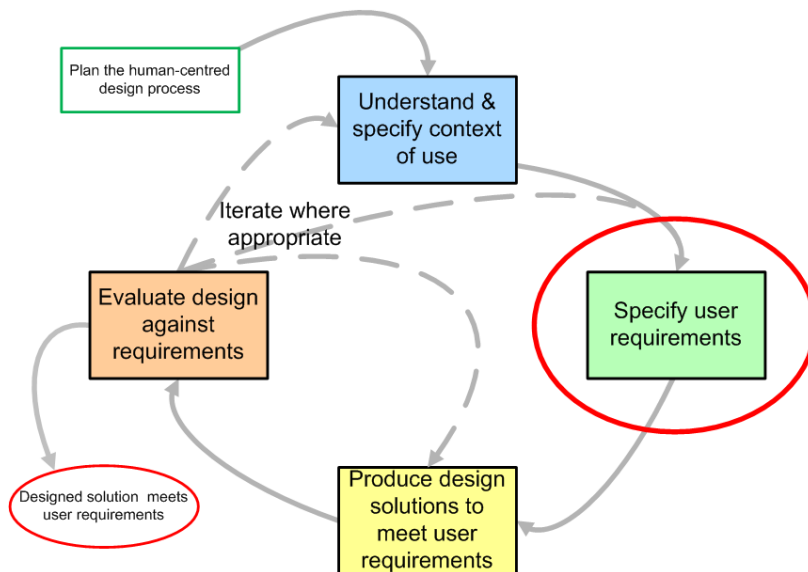 Plan the human-centred
design process
Understand &
specify context
of use
Iterate where
appropriate
Evaluate design
against
requirements
Specify user
requirements
Designed solution meets
user requirements
Produce design
solutions to
meet user
requirements